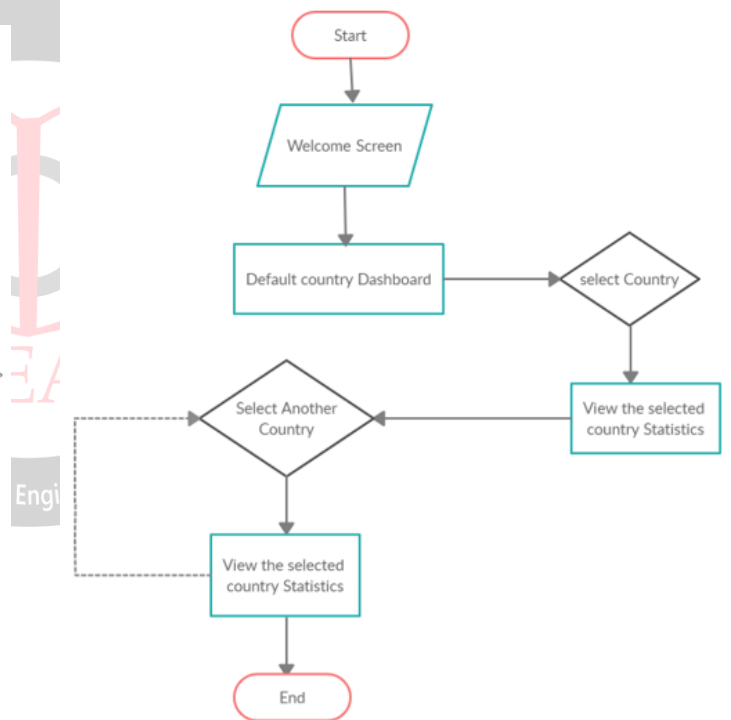 Start
Welcome Screen
Default country Dashboard
select Country
View the selected
country Statistics
Select Another
Country
View the selected
country Statistics
End